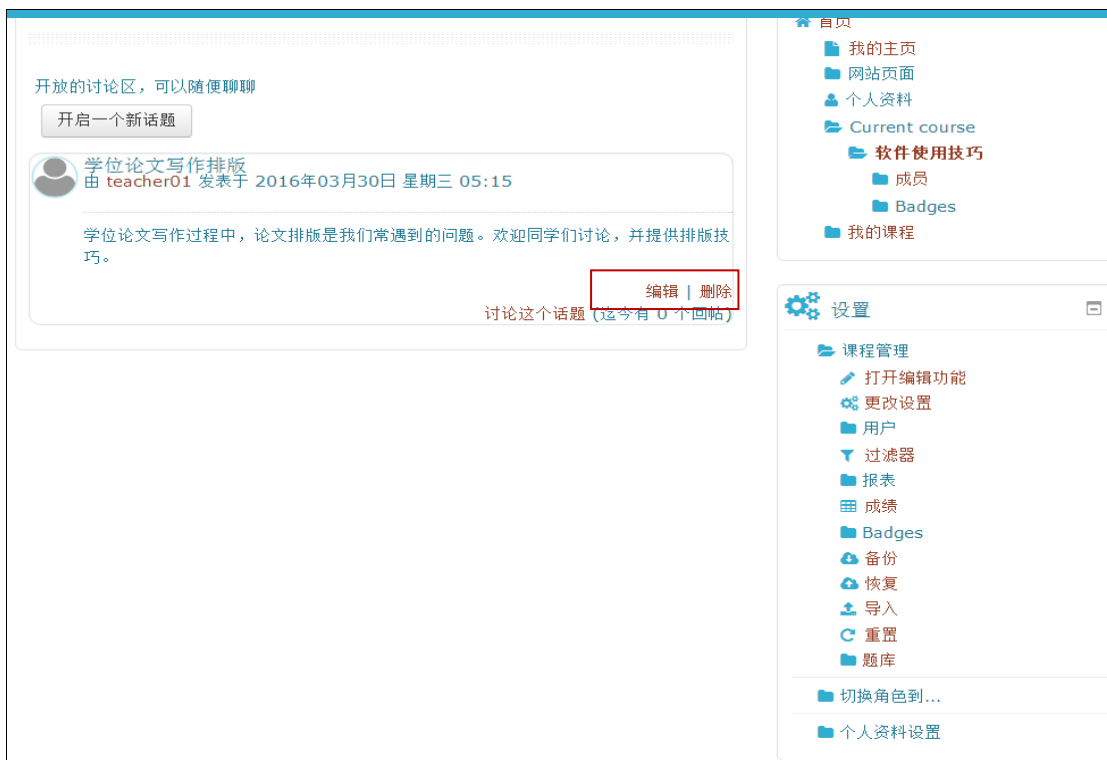 开放的讨论区，可以随便聊聊
开启一个新话题
学位论文写作排版
由 teacher01 发表于 2016年03月30日 星期三 05:15
学位论文写作过程中，论文排版是我们常遇到的问题。欢迎同学们讨论，并提供排版技
巧。
编辑 | 删除
讨论这个话题 (迄今有 0 个回帖)
首页
我的主页
网站页面
个人资料
Current course
软件使用技巧
成员
Badges
我的课程
设置
课程管理
打开编辑功能
更改设置
用户
过滤器
报表
成绩
Badges
备份
恢复
导入
重置
题库
切换角色到...
个人资料设置